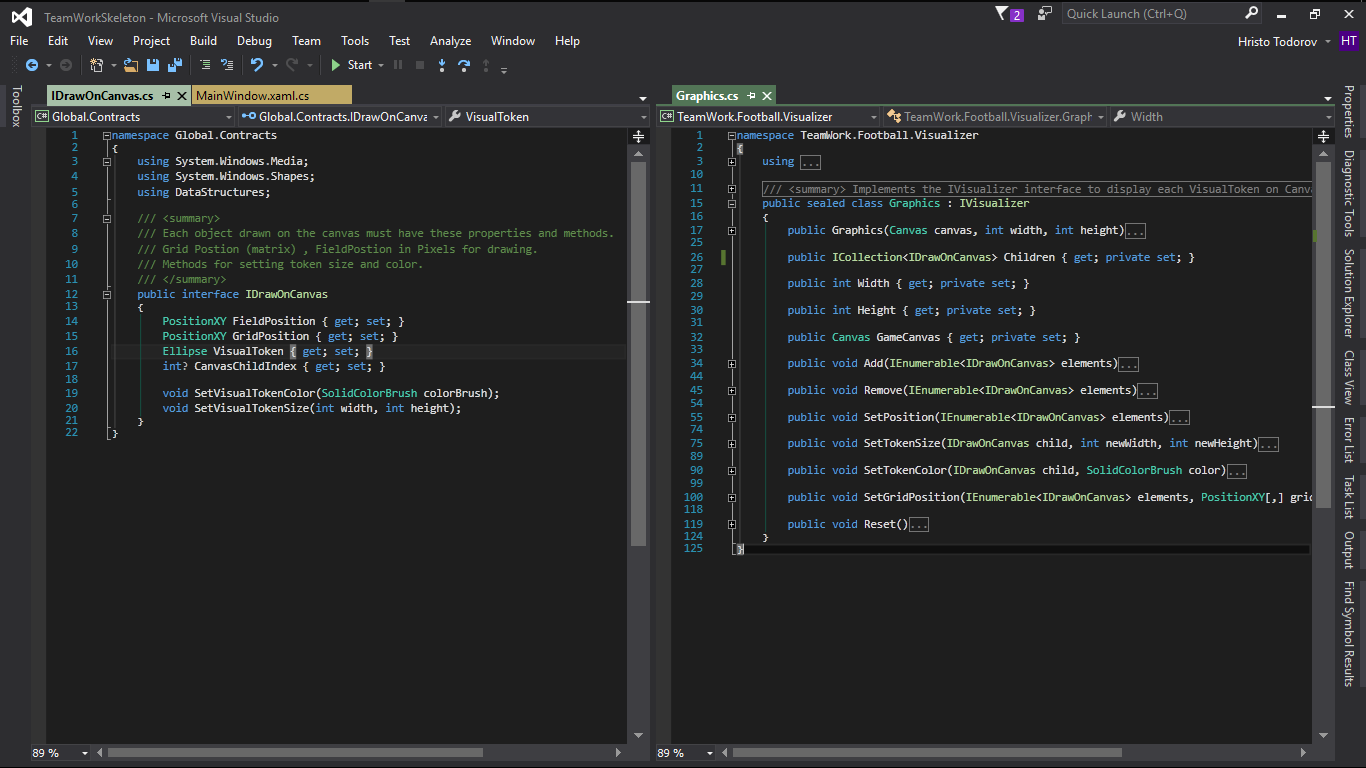 TeamWorkSkeleton - Microsoft Visual Studio
2
Quick Launch (Ctrl+Q)
File Edit View Project Build Debug Team Tools Test Analyze Window Help
Hristo Todorov HT
Start
Toolbox
IDrawOnCanvas.cs MainWindow.xaml.cs
Global.Contracts Global.Contracts.IDrawOnCanva VisualToken
1 namespace Global.Contracts
2 {
3 using System.Windows.Media;
4 using System.Windows.Shapes;
5 using DataStructures;
6
7 /// <summary>
8 /// Each object drawn on the canvas must have these properties and methods.
9 /// Grid Postion (matrix) , FieldPostion in Pixels for drawing.
10 /// Methods for setting token size and color.
11 /// </summary>
12 public interface IDrawOnCanvas
13 {
14 PositionXY FieldPosition { get; set; }
15 PositionXY GridPosition { get; set; }
16 Ellipse VisualToken { get; set; }
17 int? CanvasChildIndex { get; set; }
18
19 void SetVisualTokenColor(SolidColorBrush colorBrush);
20 void SetVisualTokenSize(int width, int height);
21 }
22 }
89 %
Graphics.cs
TeamWork.Football.Visualizer TeamWork.Football.Visualizer.Graph Width
1 namespace TeamWork.Football.Visualizer
2 {
3 using ...
10
11 /// <summary> Implements the IVisualizer interface to display each VisualToken on Canva
15 public sealed class Graphics : IVisualizer
16 {
17 public Graphics(Canvas canvas, int width, int height)...
25
26 public ICollection<IDrawOnCanvas> Children { get; private set; }
27
28 public int Width { get; private set; }
29
30 public int Height { get; private set; }
31
32 public Canvas GameCanvas { get; private set; }
33
34 public void Add(IEnumerable<IDrawOnCanvas> elements)...
44
45 public void Remove(IEnumerable<IDrawOnCanvas> elements)...
54
55 public void SetPosition(IEnumerable<IDrawOnCanvas> elements)...
74
75 public void SetTokenSize(IDrawOnCanvas child, int newWidth, int newHeight)...
89
90 public void SetTokenColor(IDrawOnCanvas child, SolidColorBrush color)...
99
100 public void SetGridPosition(IEnumerable<IDrawOnCanvas> elements, PositionXY[,] grid
118
119 public void Reset()...
124 }
125 }
89 %
Properties
Diagnostic Tools
Solution Explorer
Class View
Error List
Task List
Output
Find Symbol Results